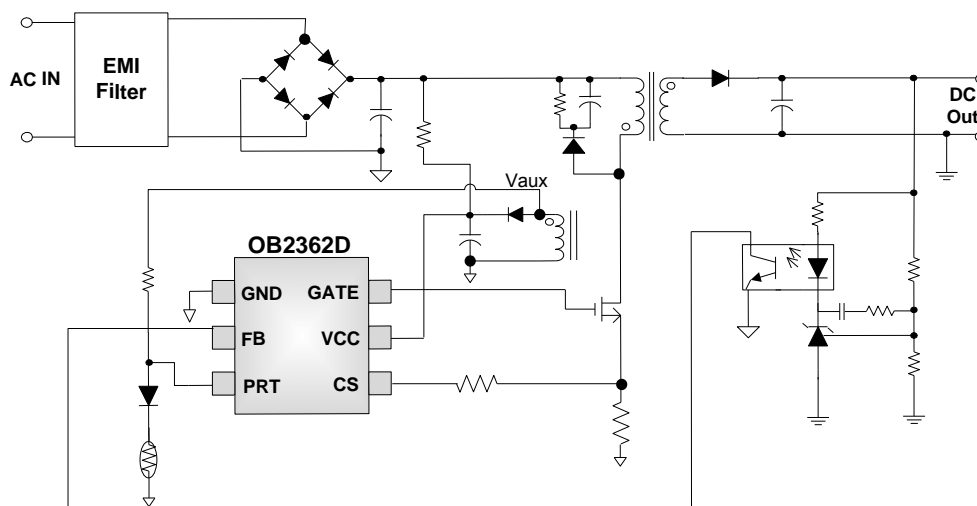 AC IN
EMI
Filter
DC
Out
Vaux
OB2362D
GND
GATE
FB
VCC
PRT
CS